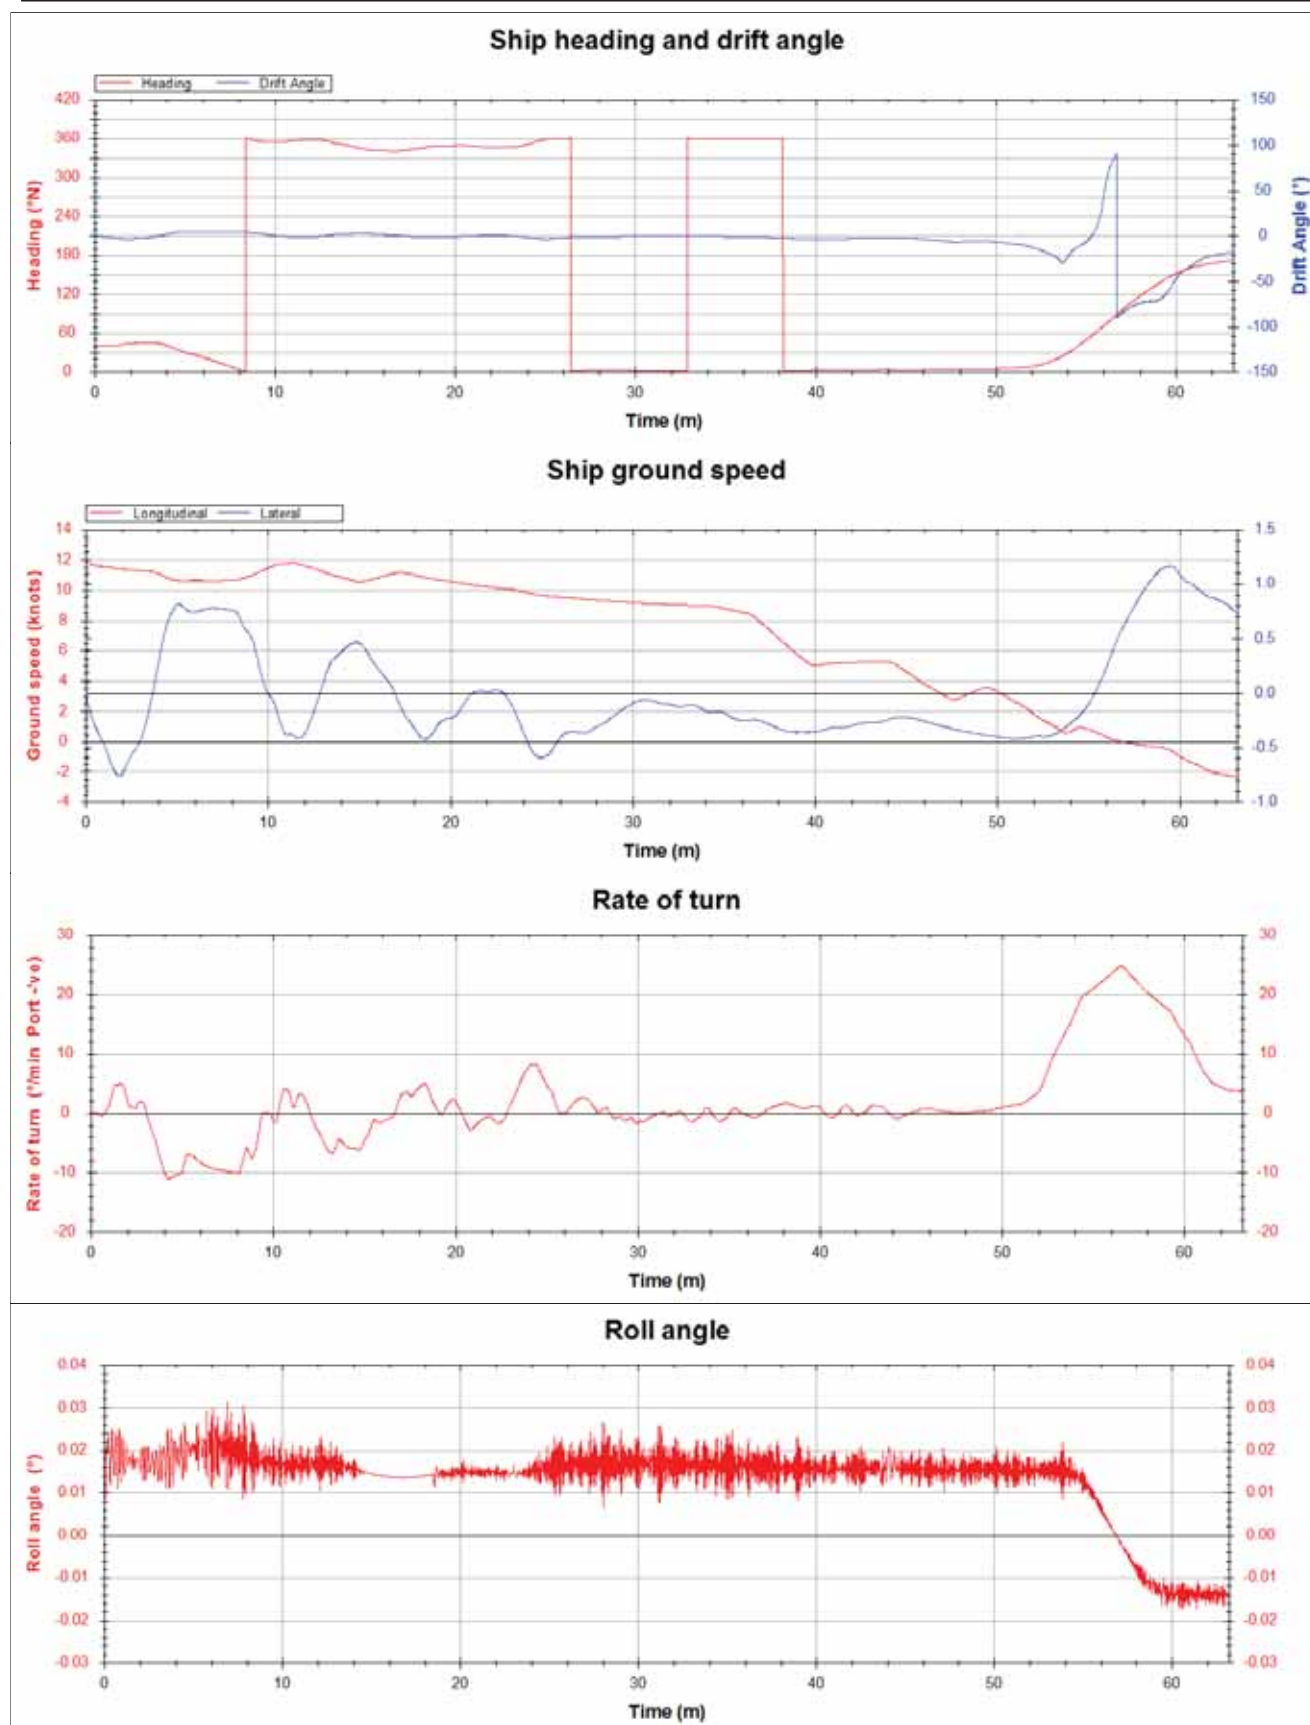 Ship heading and drift angle
Heading Drift Angle
420 150
360 100
300 50
240 0
180 -50
120 -100
60
0 -150
Heading (°N)
Drift Angle (°)
0 10 20 30 40 50 60
Time (m)
Ship ground speed
Longitudinal Lateral
14 1.5
12 1.0
10
8 0.5
6
4 0.0
2
0 -0.5
-2
-4 -1.0
Ground speed (knots)
0 10 20 30 40 50 60
Time (m)
Rate of turn
30 30
20 20
10 10
0 0
-10 -10
-20 -20
Rate of turn (°/min Port -'ve)
0 10 20 30 40 50 60
Time (m)
Roll angle
0.04 0.04
0.03 0.03
0.02 0.02
0.01 0.01
0.00 0.00
-0.01 -0.01
-0.02 -0.02
-0.03 -0.03
Roll angle (°)
0 10 20 30 40 50 60
Time (m)